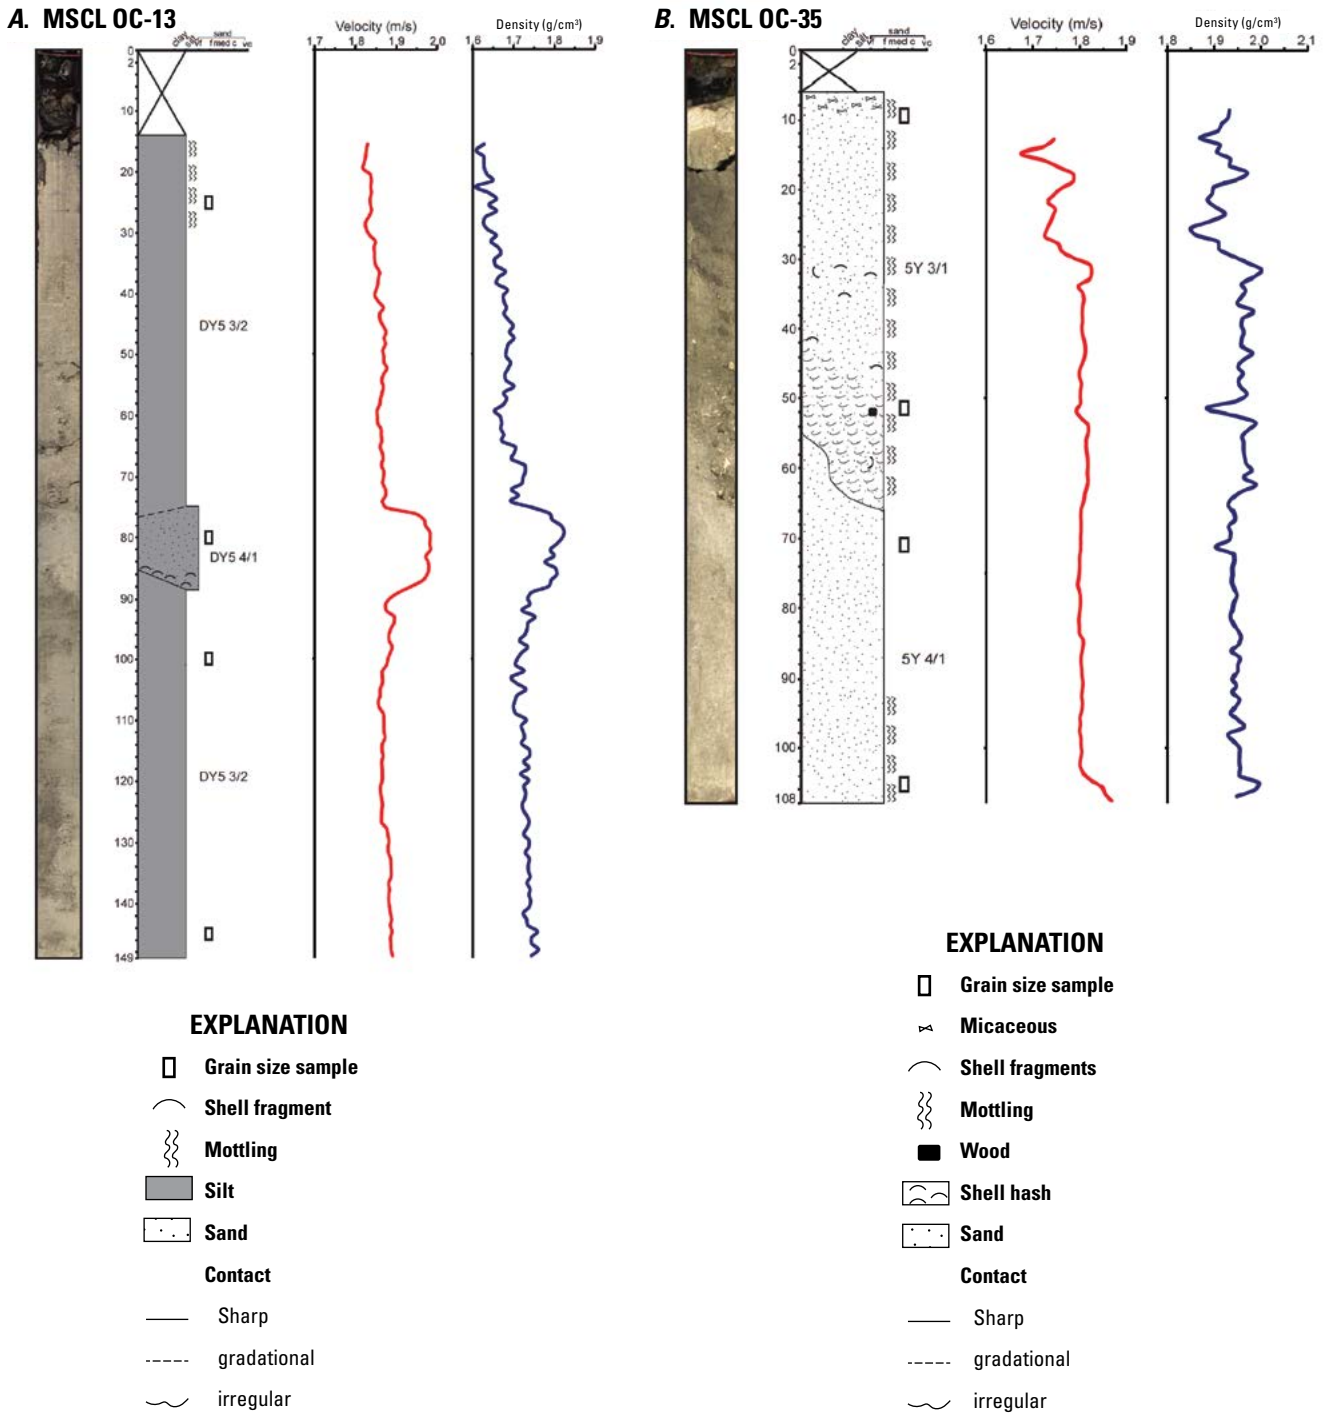 A. MSCL OC-13
Velocity (m/s)
Density (g/cm³)
sand
clay
silt
vf f med c vc
1.7 1.8 1.9 2.0
1.6 1.7 1.8 1.9
0
2
10
20
30
40
50
60
70
80
90
100
110
120
130
140
149
DY5 3/2
DY5 4/1
DY5 3/2
EXPLANATION
Grain size sample
Shell fragment
Mottling
Silt
Sand
Contact
Sharp
gradational
irregular
B. MSCL OC-35
Velocity (m/s)
Density (g/cm³)
sand
clay
silt
vf f med c vc
1.6 1.7 1.8 1.9
1.8 1.9 2.0 2.1
0
2
10
20
30
40
50
60
70
80
90
100
108
5Y 3/1
5Y 4/1
EXPLANATION
Grain size sample
Micaceous
Shell fragments
Mottling
Wood
Shell hash
Sand
Contact
Sharp
gradational
irregular